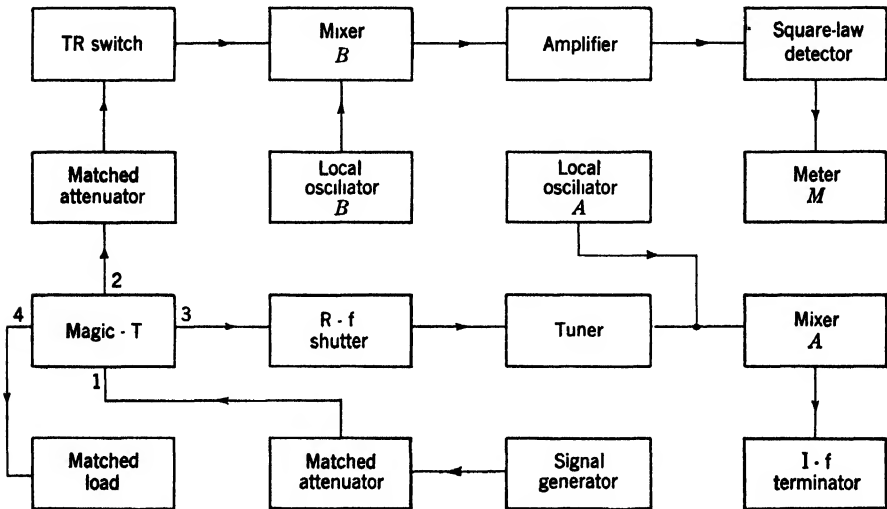 TR switch
Mixer
B
Amplifier
Square-law
detector
Matched
attenuator
Local
oscillator
B
Local
oscillator
A
Meter
M
2
4
Magic - T
3
R - f
shutter
Tuner
Mixer
A
1
Matched
load
Matched
attenuator
Signal
generator
I - f
terminator